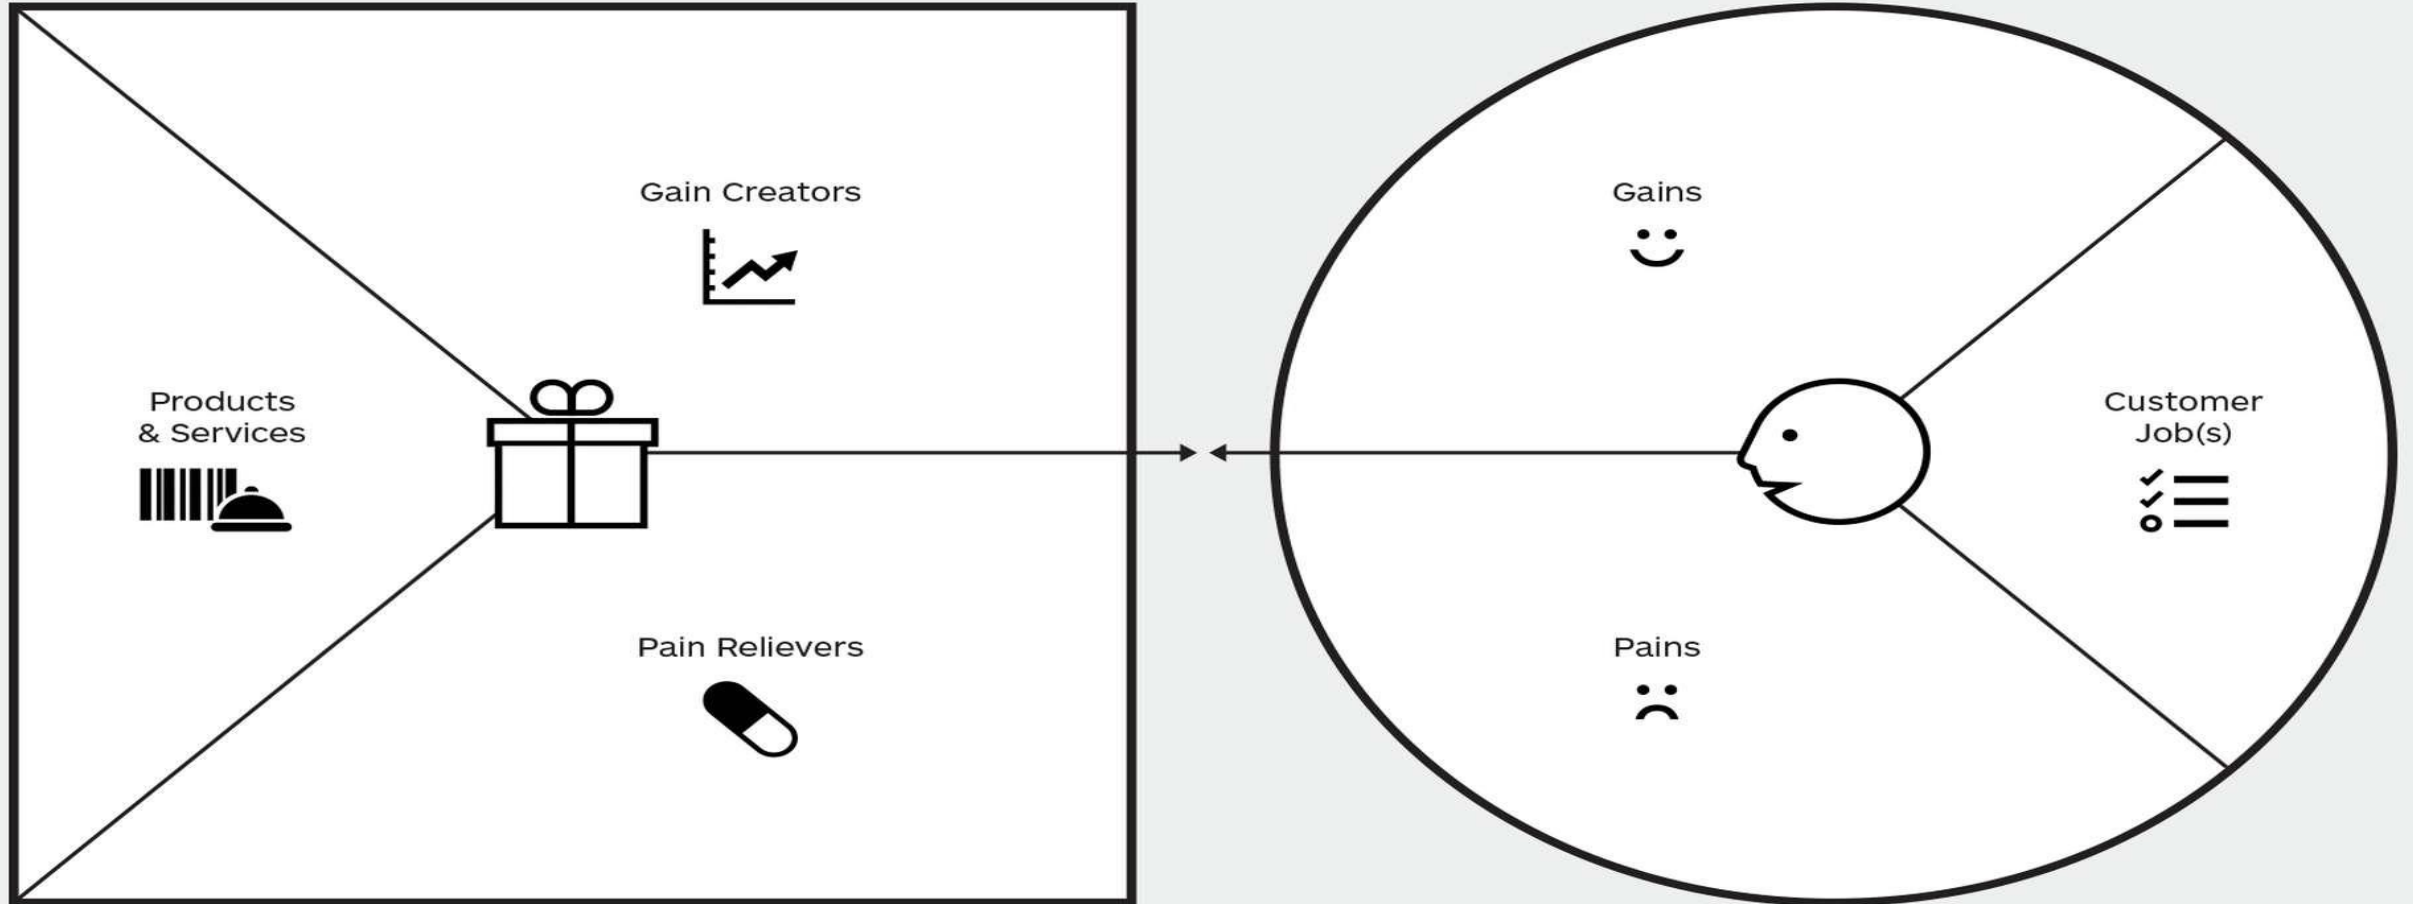 Gain Creators
Products
& Services
Pain Relievers
Gains
Customer
Job(s)
Pains